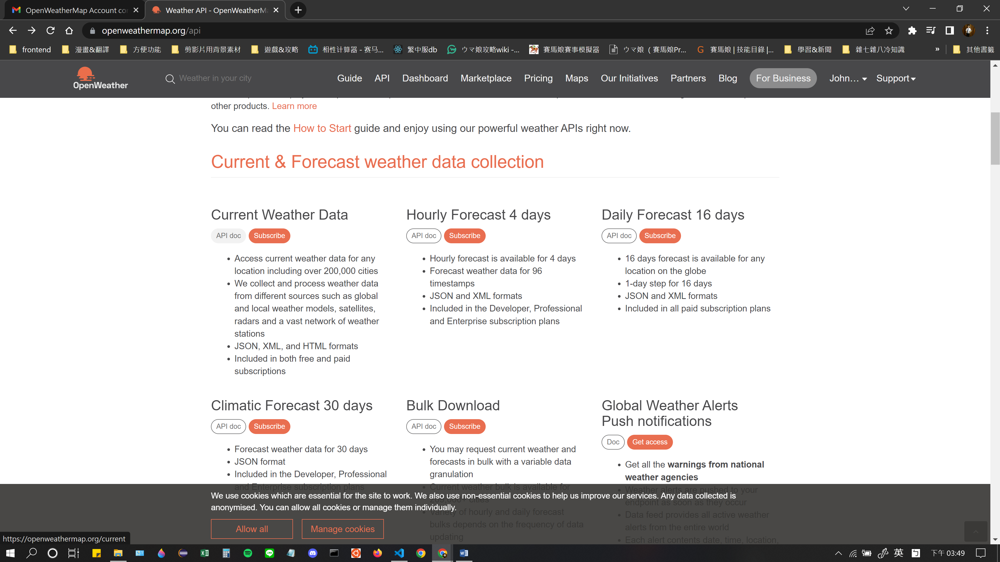 OpenWeatherMap Account cor
Weather API - OpenWeatherMa
openweathermap.org/api
frontend 漫畫&翻譯 方便功能 剪影片用背景素材 遊戲&攻略 相性计算器 - 赛马... 繁中服db ウマ娘攻略wiki -... 賽馬娘賽事模擬器 ウマ娘（賽馬娘Pr... 賽馬娘 | 技能目錄 |... 學習&新聞 雜七雜八冷知識 » 其他書籤
OpenWeather Weather in your city Guide API Dashboard Marketplace Pricing Maps Our Initiatives Partners Blog For Business John... Support
other products. Learn more
You can read the How to Start guide and enjoy using our powerful weather APIs right now.
Current & Forecast weather data collection
Current Weather Data
API doc Subscribe
• Access current weather data for any
location including over 200,000 cities
• We collect and process weather data
from different sources such as global
and local weather models, satellites,
radars and a vast network of weather
stations
• JSON, XML, and HTML formats
• Included in both free and paid
subscriptions
Hourly Forecast 4 days
API doc Subscribe
• Hourly forecast is available for 4 days
• Forecast weather data for 96
timestamps
• JSON and XML formats
• Included in the Developer, Professional
and Enterprise subscription plans
Daily Forecast 16 days
API doc Subscribe
• 16 days forecast is available for any
location on the globe
• 1-day step for 16 days
• JSON and XML formats
• Included in all paid subscription plans
Climatic Forecast 30 days
API doc Subscribe
• Forecast weather data for 30 days
• JSON format
• Included in the Developer, Professional
and Enterprise subscription plans
Bulk Download
API doc Subscribe
• You may request current weather and
forecasts in bulk with a variable data
granulation
• Current weather bulk is available for
209,000+ cities
• Variety of hourly and daily forecast
bulks depends on the frequency of data
updating
Global Weather Alerts
Push notifications
Doc Get access
• Get all the warnings from national
weather agencies
• Weather alerts are pushed to your
endpoint as soon as they occur
• Data feed provides all active weather
alerts from the entire world
• Each alert contents date, time, location,
We use cookies which are essential for the site to work. We also use non-essential cookies to help us improve our services. Any data collected is
anonymised. You can allow all cookies or manage them individually.
Allow all Manage cookies
https://openweathermap.org/current
英 下午 03:49